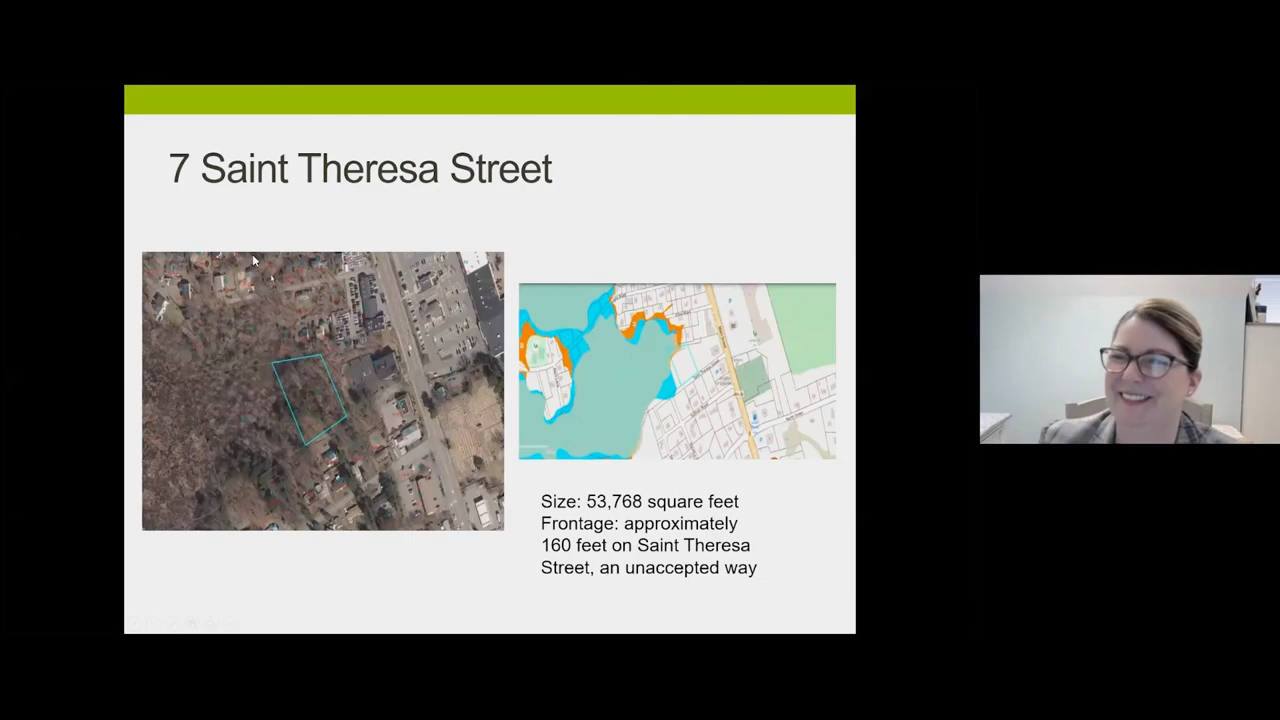 7 Saint Theresa Street
Size: 53,768 square feet
Frontage: approximately
160 feet on Saint Theresa
Street, an unaccepted way